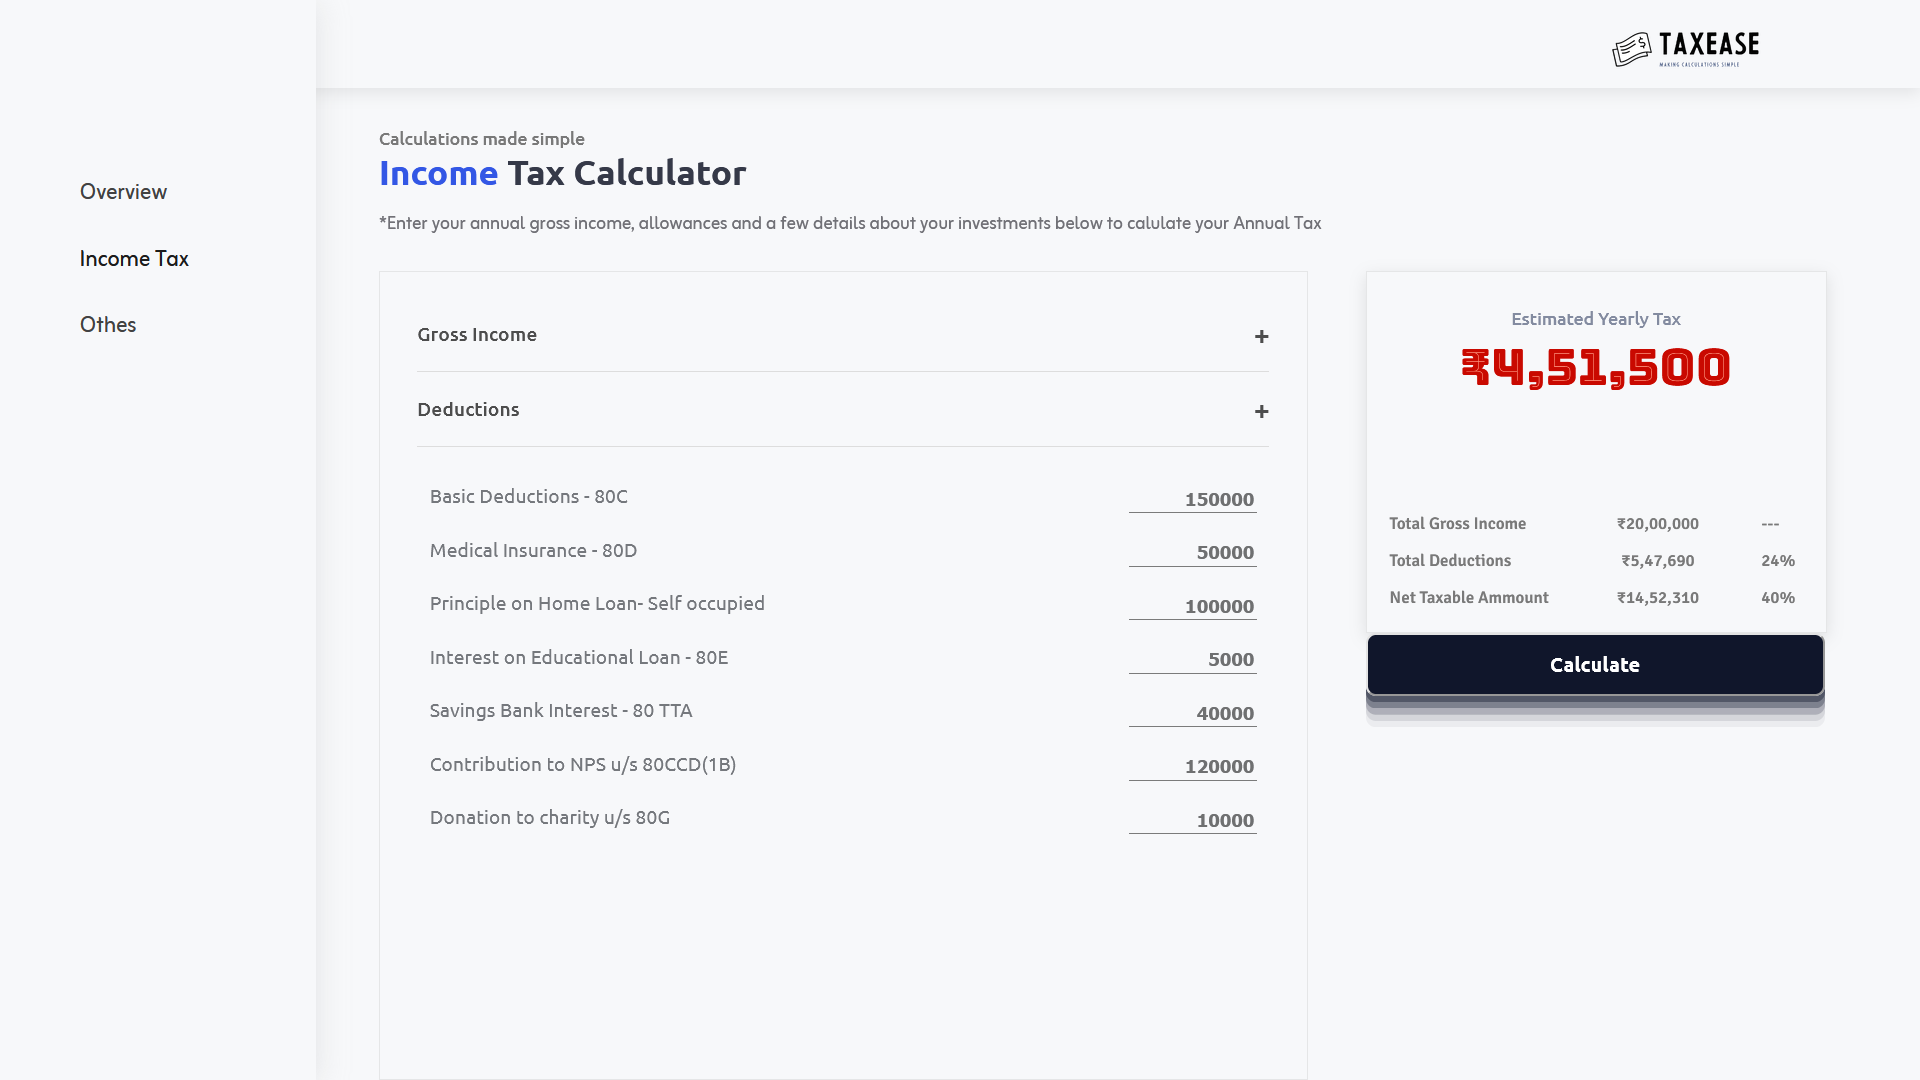 TAXEASE
MAKING CALCULATIONS SIMPLE
Overview
Income Tax
Othes
Calculations made simple
Income Tax Calculator
*Enter your annual gross income, allowances and a few details about your investments below to calulate your Annual Tax
Gross Income +
Deductions +
Basic Deductions - 80C 150000
Medical Insurance - 80D 50000
Principle on Home Loan- Self occupied 100000
Interest on Educational Loan - 80E 5000
Savings Bank Interest - 80 TTA 40000
Contribution to NPS u/s 80CCD(1B) 120000
Donation to charity u/s 80G 10000
Estimated Yearly Tax
₹4,51,500
Total Gross Income ₹20,00,000 ---
Total Deductions ₹5,47,690 24%
Net Taxable Ammount ₹14,52,310 40%
Calculate